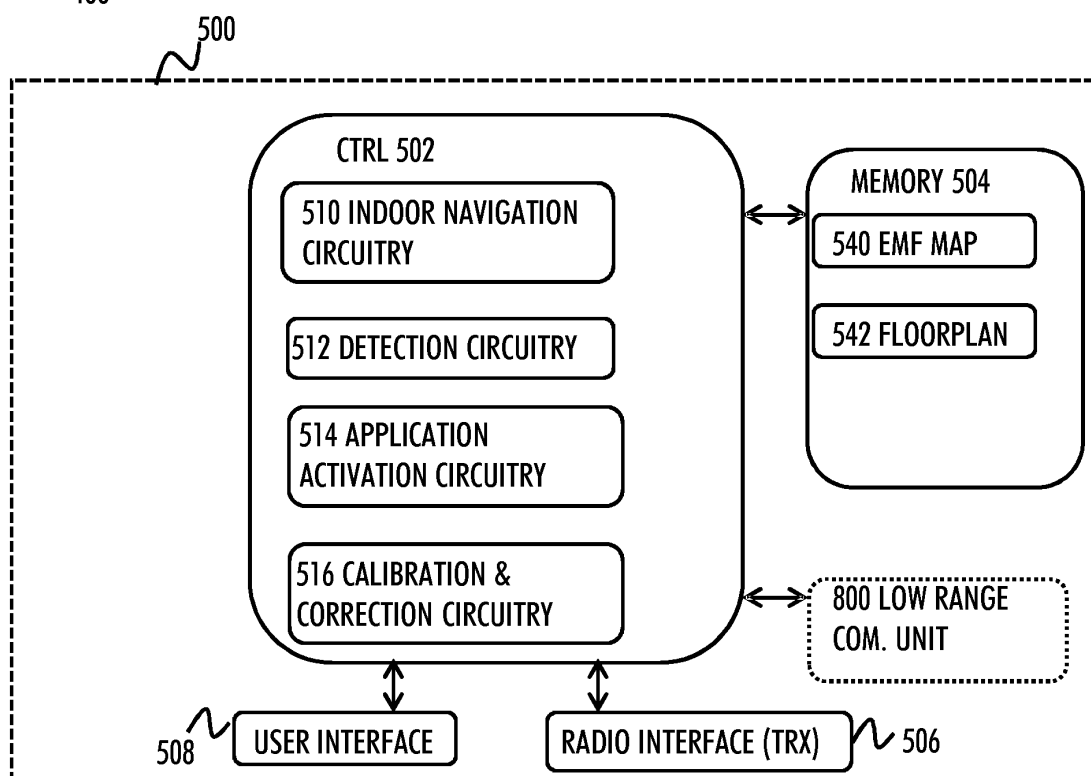 500
CTRL 502
MEMORY 504
510 INDOOR NAVIGATION
CIRCUITRY
540 EMF MAP
512 DETECTION CIRCUITRY
542 FLOORPLAN
514 APPLICATION
ACTIVATION CIRCUITRY
516 CALIBRATION &
CORRECTION CIRCUITRY
800 LOW RANGE
COM. UNIT
508
USER INTERFACE
RADIO INTERFACE (TRX)
506